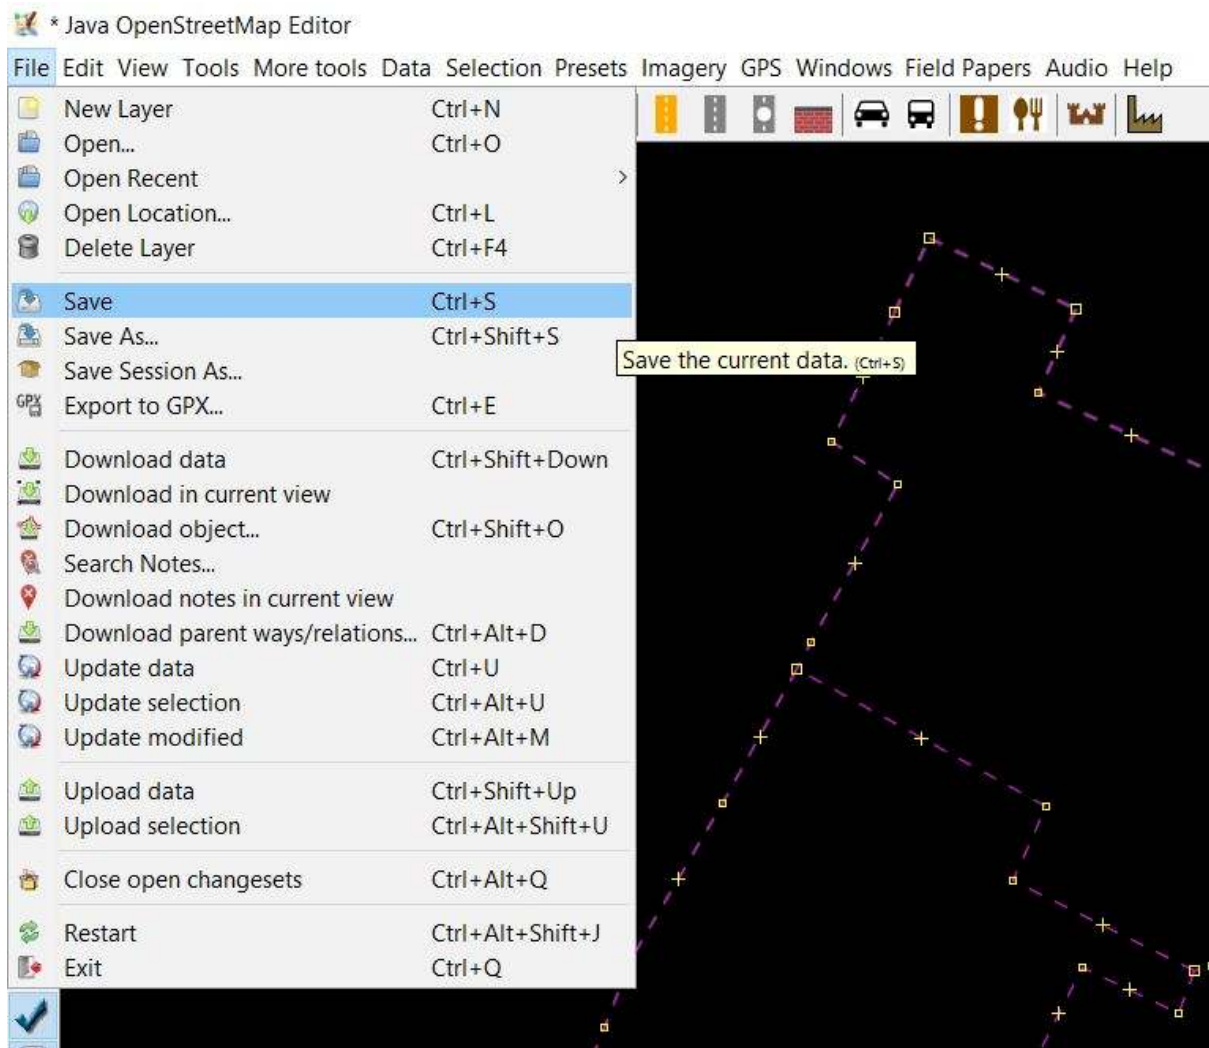 * Java OpenStreetMap Editor
File Edit View Tools More tools Data Selection Presets Imagery GPS Windows Field Papers Audio Help
New Layer Ctrl+N
Open... Ctrl+O
Open Recent >
Open Location... Ctrl+L
Delete Layer Ctrl+F4
Save Ctrl+S
Save As... Ctrl+Shift+S
Save the current data. (Ctrl+S)
Save Session As...
GPX Export to GPX... Ctrl+E
Download data Ctrl+Shift+Down
Download in current view
Download object... Ctrl+Shift+O
Search Notes...
Download notes in current view
Download parent ways/relations... Ctrl+Alt+D
Update data Ctrl+U
Update selection Ctrl+Alt+U
Update modified Ctrl+Alt+M
Upload data Ctrl+Shift+Up
Upload selection Ctrl+Alt+Shift+U
Close open changesets Ctrl+Alt+Q
Restart Ctrl+Alt+Shift+J
Exit Ctrl+Q